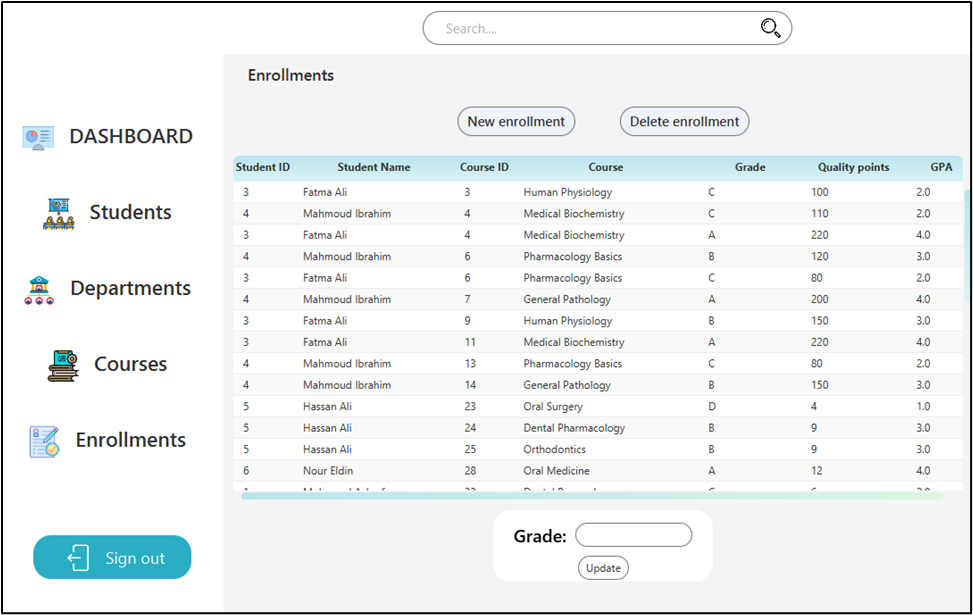 Search....
Enrollments
New enrollment Delete enrollment
DASHBOARD
Students
Departments
Courses
Enrollments
Sign out
Student ID Student Name Course ID Course Grade Quality points GPA
3 Fatma Ali 3 Human Physiology C 100 2.0
4 Mahmoud Ibrahim 4 Medical Biochemistry C 110 2.0
3 Fatma Ali 4 Medical Biochemistry A 220 4.0
4 Mahmoud Ibrahim 6 Pharmacology Basics B 120 3.0
3 Fatma Ali 6 Pharmacology Basics C 80 2.0
4 Mahmoud Ibrahim 7 General Pathology A 200 4.0
3 Fatma Ali 9 Human Physiology B 150 3.0
3 Fatma Ali 11 Medical Biochemistry A 220 4.0
4 Mahmoud Ibrahim 13 Pharmacology Basics C 80 2.0
4 Mahmoud Ibrahim 14 General Pathology B 150 3.0
5 Hassan Ali 23 Oral Surgery D 4 1.0
5 Hassan Ali 24 Dental Pharmacology B 9 3.0
5 Hassan Ali 25 Orthodontics B 9 3.0
6 Nour Eldin 28 Oral Medicine A 12 4.0
Grade:
Update